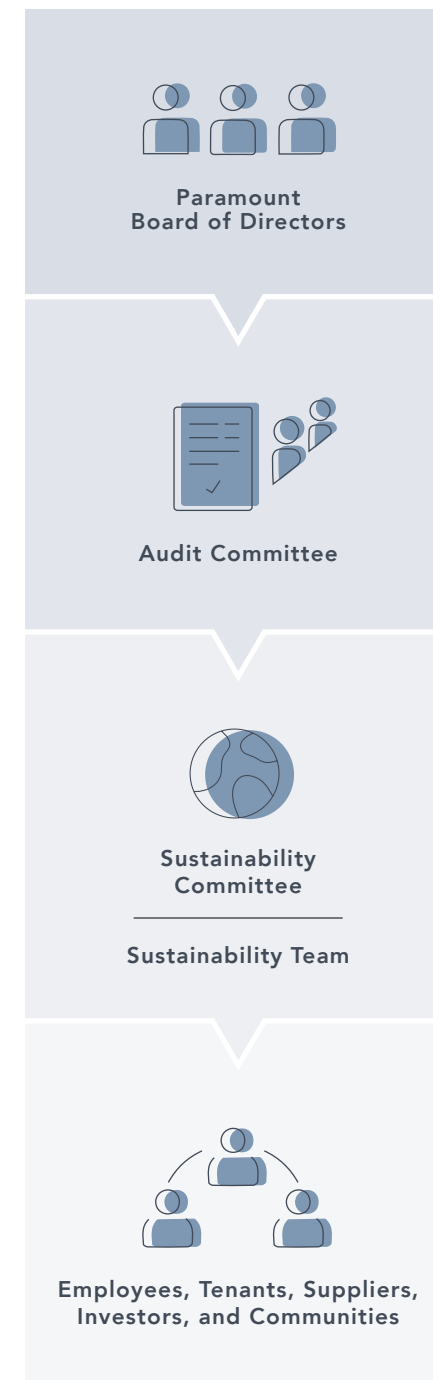 Paramount
Board of Directors
Audit Committee
Sustainability
Committee
Sustainability Team
Employees, Tenants, Suppliers,
Investors, and Communities